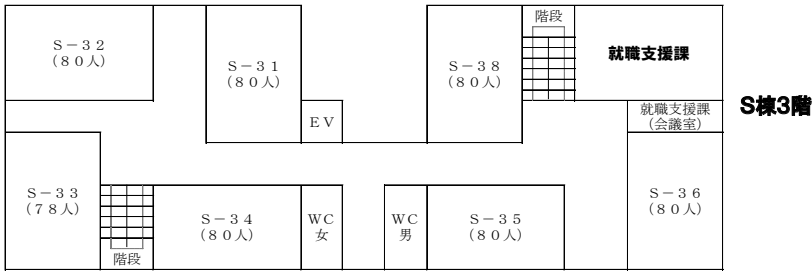 階段
S－32
（80人）
S－31
（80人）
S－38
（80人）
就職支援課
EV
就職支援課
（会議室）
S棟3階
S－33
（78人）
S－34
（80人）
WC
女
WC
男
S－35
（80人）
S－36
（80人）
階段